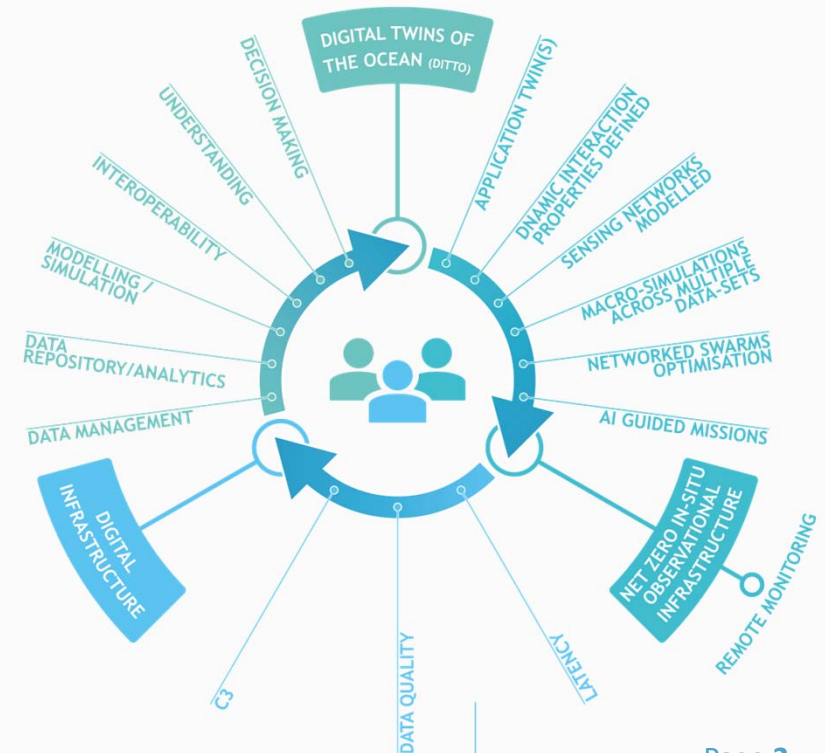 DIGITAL TWINS OF
THE OCEAN (DITTO)
APPLICATION TWIN(S)
DNAMIC INTERACTION
PROPERTIES DEFINED
SENSING NETWORKS
MODELLED
MACRO-SIMULATIONS
ACROSS MULTIPLE
DATA-SETS
NETWORKED SWARMS
OPTIMISATION
AI GUIDED MISSIONS
NET ZERO IN-SITU
OBSERVATIONAL
INFRASTRUCTURE
REMOTE MONITORING
LATENCY
DATA QUALITY
C3
DIGITAL
INFRASTRUCTURE
DATA MANAGEMENT
DATA
REPOSITORY/ANALYTICS
MODELLING /
SIMULATION
INTEROPERABILITY
UNDERSTANDING
DECISION MAKING